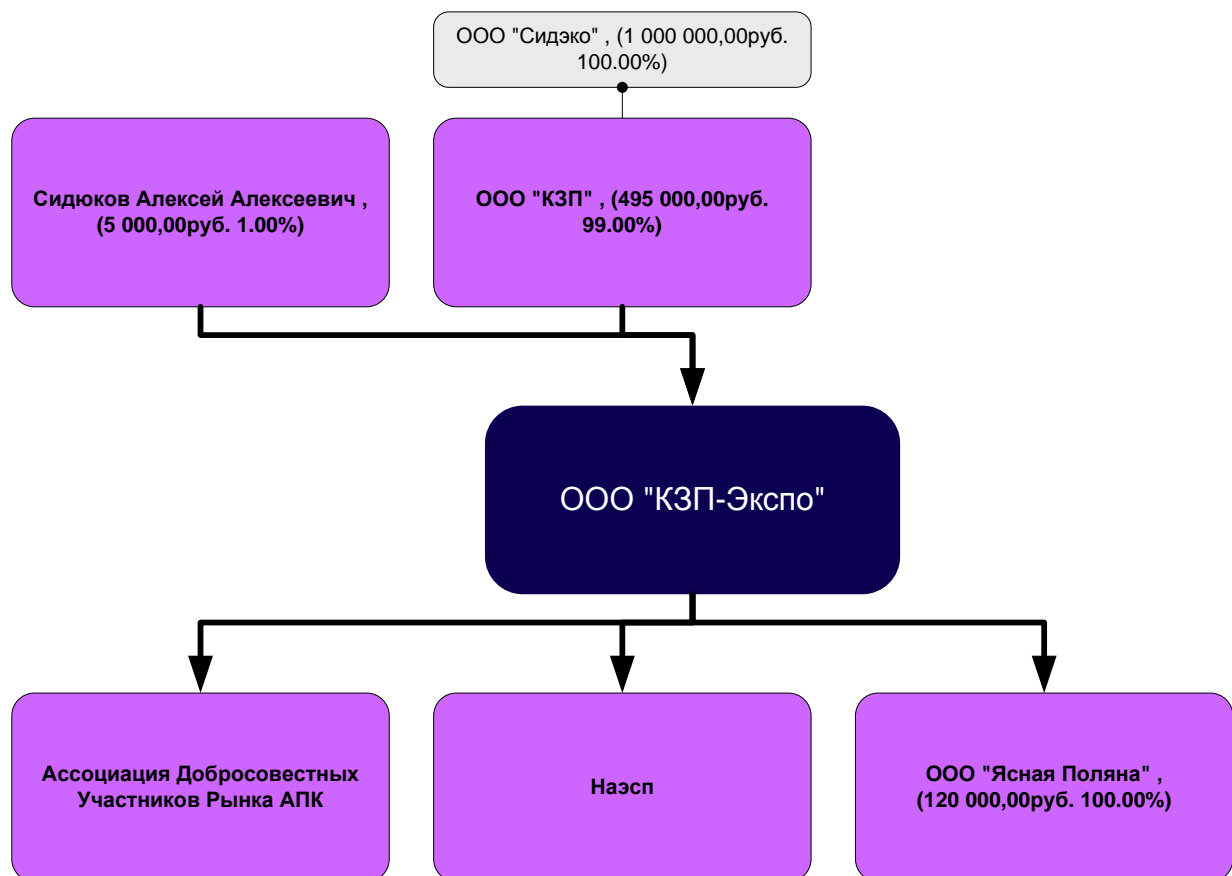 ООО "Сидэко" , (1 000 000,00руб.
100.00%)
Сидюков Алексей Алексеевич ,
(5 000,00руб. 1.00%)
ООО "КЗП" , (495 000,00руб.
99.00%)
ООО "КЗП-Экспо"
Ассоциация Добросовестных
Участников Рынка АПК
Наэсп
ООО "Ясная Поляна" ,
(120 000,00руб. 100.00%)